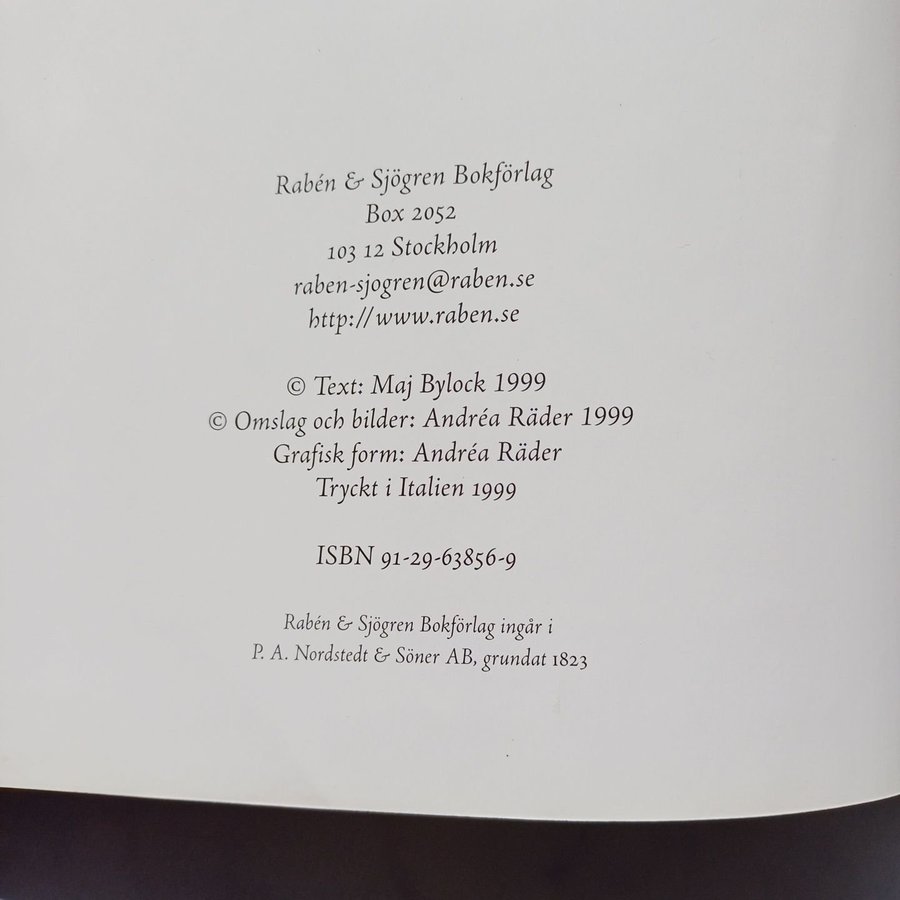 Rabén & Sjögren Bokförlag
Box 2052
103 12 Stockholm
raben-sjogren@raben.se
http://www.raben.se
© Text: Maj Bylock 1999
© Omslag och bilder: Andréa Räder 1999
Grafisk form: Andréa Räder
Tryckt i Italien 1999
ISBN 91-29-63856-9
Rabén & Sjögren Bokförlag ingår i
P. A. Nordstedt & Söner AB, grundat 1823